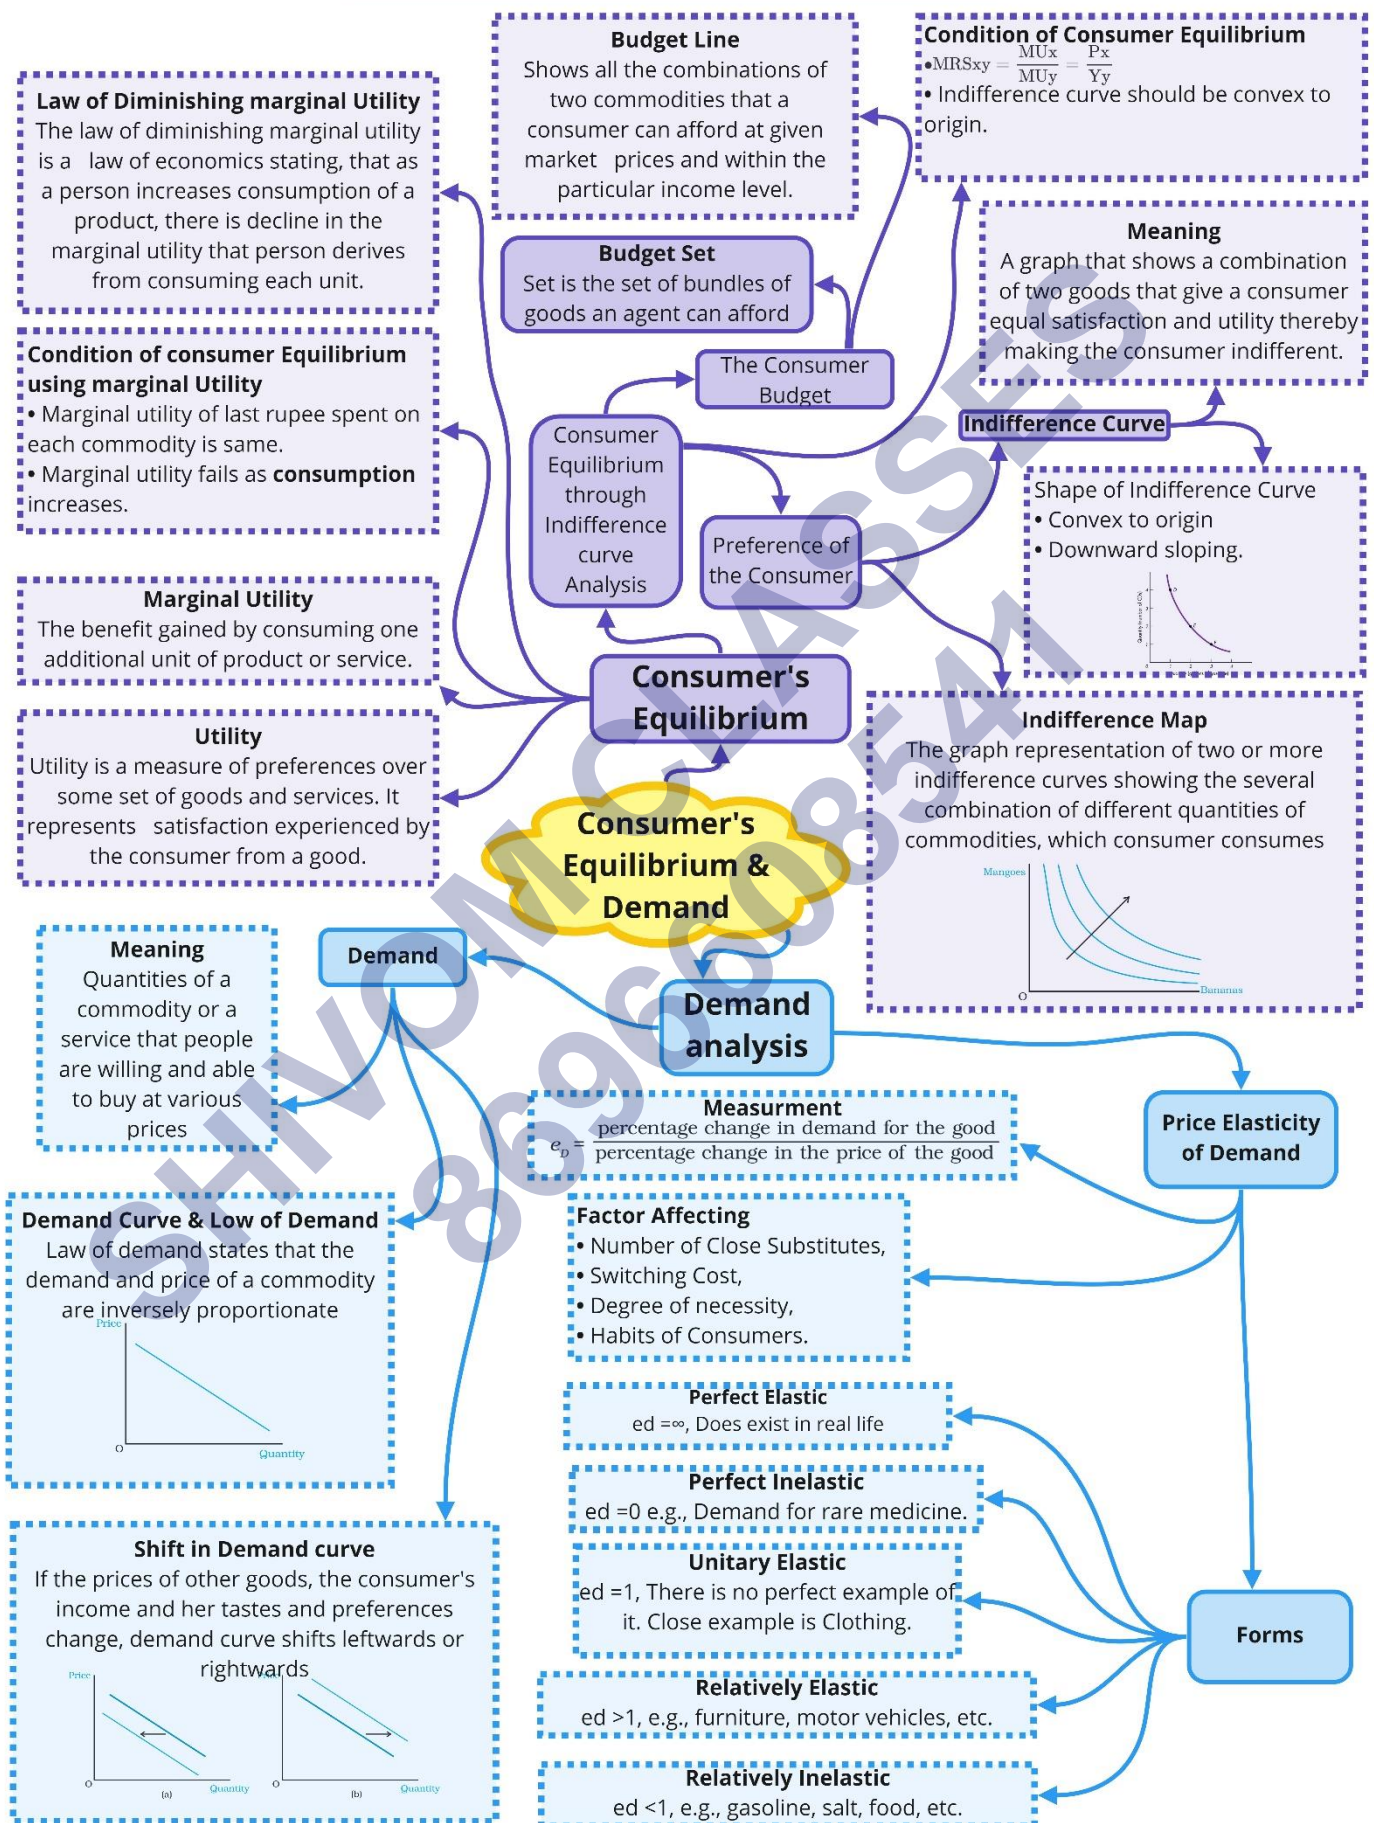 Budget Line
Shows all the combinations of
two commodities that a
consumer can afford at given
market prices and within the
particular income level.
Condition of Consumer Equilibrium
•MRSxy = MUx/MUy = Px/Yy
• Indifference curve should be convex to
origin.
Law of Diminishing marginal Utility
The law of diminishing marginal utility
is a law of economics stating, that as
a person increases consumption of a
product, there is decline in the
marginal utility that person derives
from consuming each unit.
Budget Set
Set is the set of bundles of
goods an agent can afford
Meaning
A graph that shows a combination
of two goods that give a consumer
equal satisfaction and utility thereby
making the consumer indifferent.
Condition of consumer Equilibrium
using marginal Utility
• Marginal utility of last rupee spent on
each commodity is same.
• Marginal utility fails as consumption
increases.
The Consumer
Budget
Consumer
Equilibrium
through
Indifference
curve
Analysis
Indifference Curve
Preference of
the Consumer
Shape of Indifference Curve
• Convex to origin
• Downward sloping.
Marginal Utility
The benefit gained by consuming one
additional unit of product or service.
Consumer's
Equilibrium
Utility
Utility is a measure of preferences over
some set of goods and services. It
represents satisfaction experienced by
the consumer from a good.
Indifference Map
The graph representation of two or more
indifference curves showing the several
combination of different quantities of
commodities, which consumer consumes
Mangoes
O
Bananas
Consumer's
Equilibrium &
Demand
Meaning
Quantities of a
commodity or a
service that people
are willing and able
to buy at various
prices
Demand
Demand
analysis
Measurment
eD = percentage change in demand for the good / percentage change in the price of the good
Price Elasticity
of Demand
Demand Curve & Low of Demand
Law of demand states that the
demand and price of a commodity
are inversely proportionate
Price
O
Quantity
Factor Affecting
• Number of Close Substitutes,
• Switching Cost,
• Degree of necessity,
• Habits of Consumers.
Perfect Elastic
ed =∞, Does exist in real life
Perfect Inelastic
ed =0 e.g., Demand for rare medicine.
Unitary Elastic
ed =1, There is no perfect example of
it. Close example is Clothing.
Relatively Elastic
ed >1, e.g., furniture, motor vehicles, etc.
Relatively Inelastic
ed <1, e.g., gasoline, salt, food, etc.
Forms
Shift in Demand curve
If the prices of other goods, the consumer's
income and her tastes and preferences
change, demand curve shifts leftwards or
rightwards
Price
O
Quantity
(a)
Price
O
Quantity
(b)
SHIVOM CLASSES
8696608541